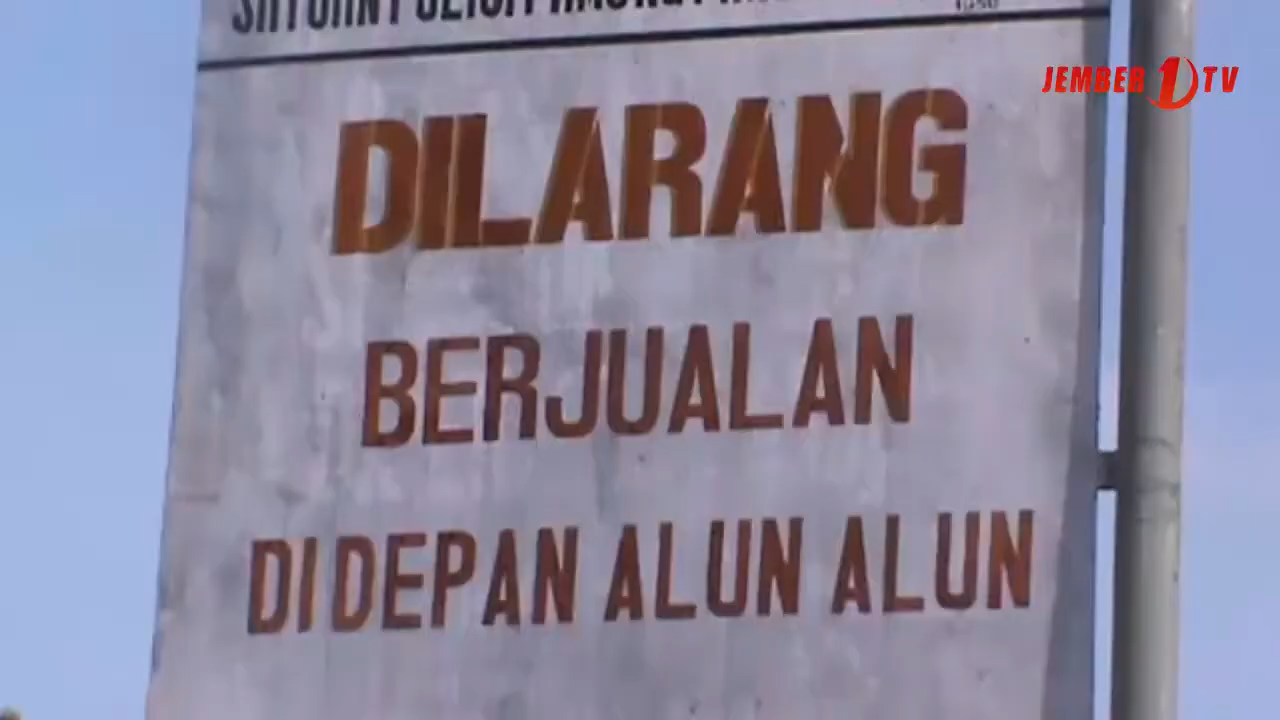 JEMBER 1 TV
DILARANG
BERJUALAN
DI DEPAN ALUN ALUN